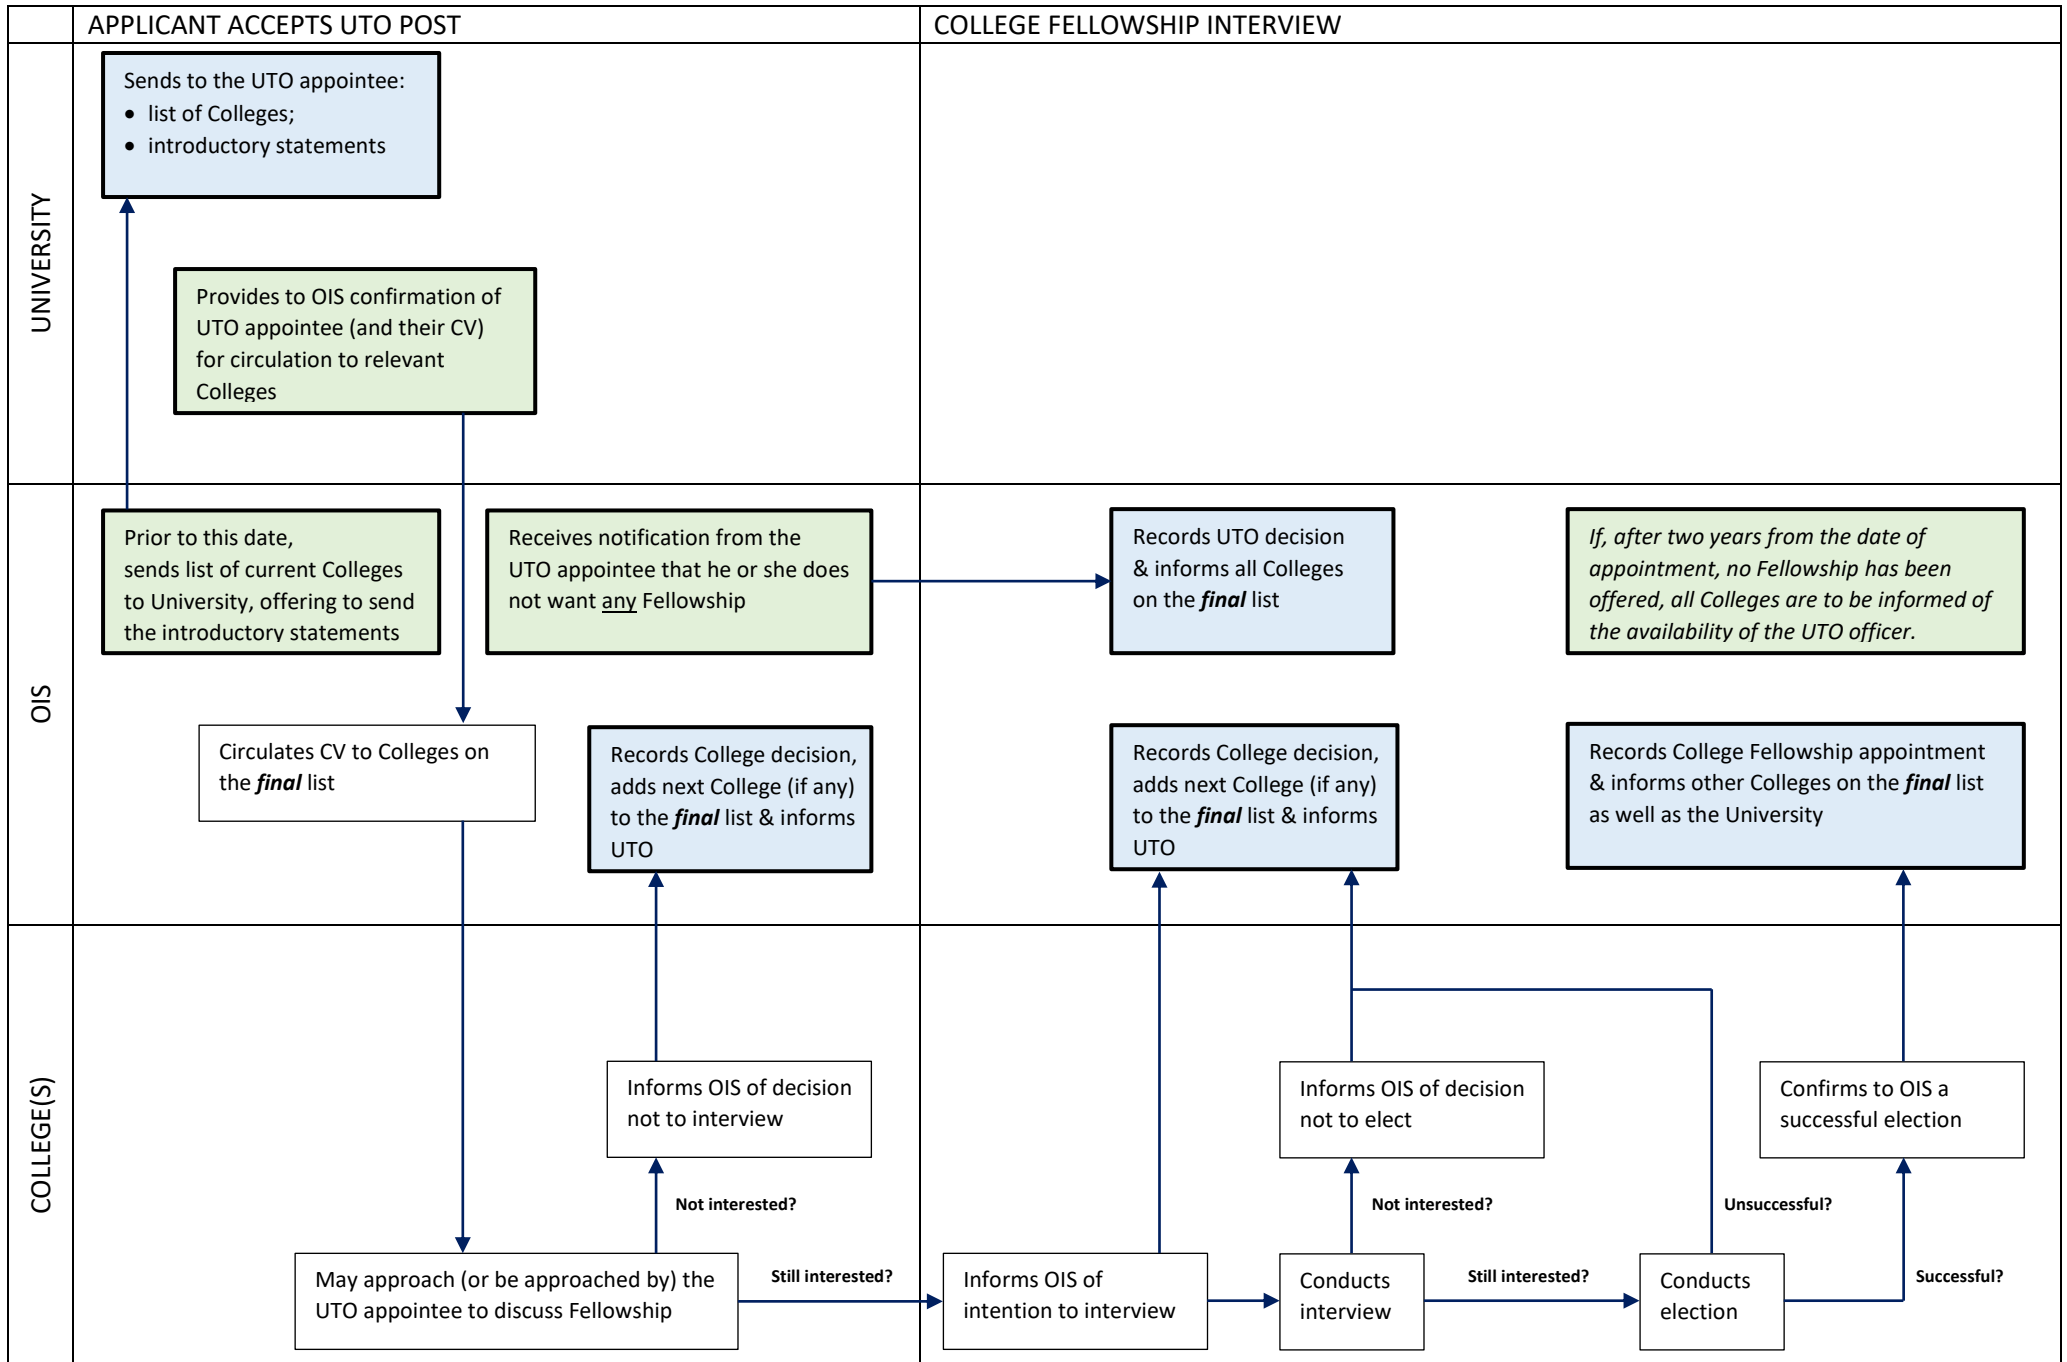 APPLICANT ACCEPTS UTO POST
COLLEGE FELLOWSHIP INTERVIEW
UNIVERSITY
Sends to the UTO appointee:
• list of Colleges;
• introductory statements
Provides to OIS confirmation of
UTO appointee (and their CV)
for circulation to relevant
Colleges
OIS
Prior to this date,
sends list of current Colleges
to University, offering to send
the introductory statements
Receives notification from the
UTO appointee that he or she does
not want any Fellowship
Records UTO decision
& informs all Colleges
on the final list
If, after two years from the date of
appointment, no Fellowship has been
offered, all Colleges are to be informed of
the availability of the UTO officer.
Circulates CV to Colleges on
the final list
Records College decision,
adds next College (if any)
to the final list & informs
UTO
Records College decision,
adds next College (if any)
to the final list & informs
UTO
Records College Fellowship appointment
& informs other Colleges on the final list
as well as the University
COLLEGE(S)
Informs OIS of decision
not to interview
Informs OIS of decision
not to elect
Confirms to OIS a
successful election
Not interested?
Not interested?
Unsuccessful?
May approach (or be approached by) the
UTO appointee to discuss Fellowship
Still interested?
Informs OIS of
intention to interview
Conducts
interview
Still interested?
Conducts
election
Successful?